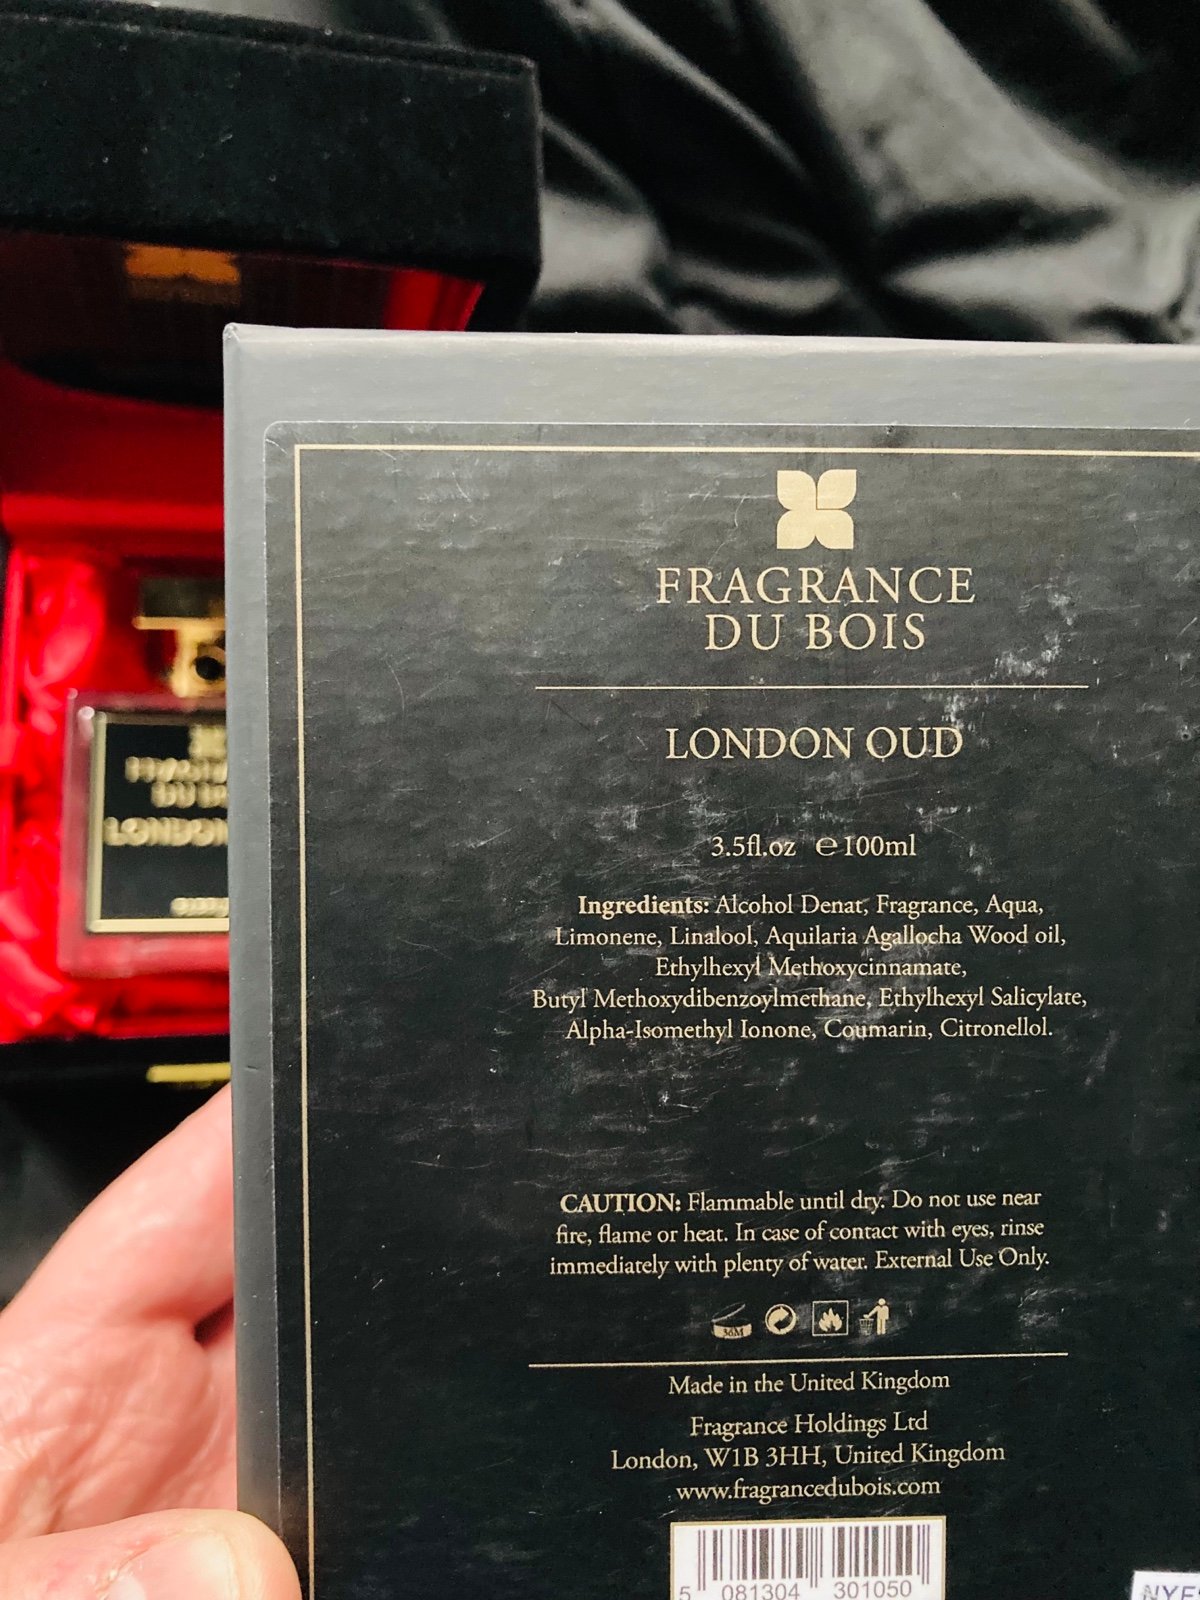 FRAGRANCE
DU BOIS
LONDON OUD
3.5fl.oz ℮100ml
Ingredients: Alcohol Denat, Fragrance, Aqua,
Limonene, Linalool, Aquilaria Agallocha Wood oil,
Ethylhexyl Methoxycinnamate,
Butyl Methoxydibenzoylmethane, Ethylhexyl Salicylate,
Alpha-Isomethyl Ionone, Coumarin, Citronellol.
CAUTION: Flammable until dry. Do not use near
fire, flame or heat. In case of contact with eyes, rinse
immediately with plenty of water. External Use Only.
36M
Made in the United Kingdom
Fragrance Holdings Ltd
London, W1B 3HH, United Kingdom
www.fragrancedubois.com
5 081304 301050
DU
LONDON